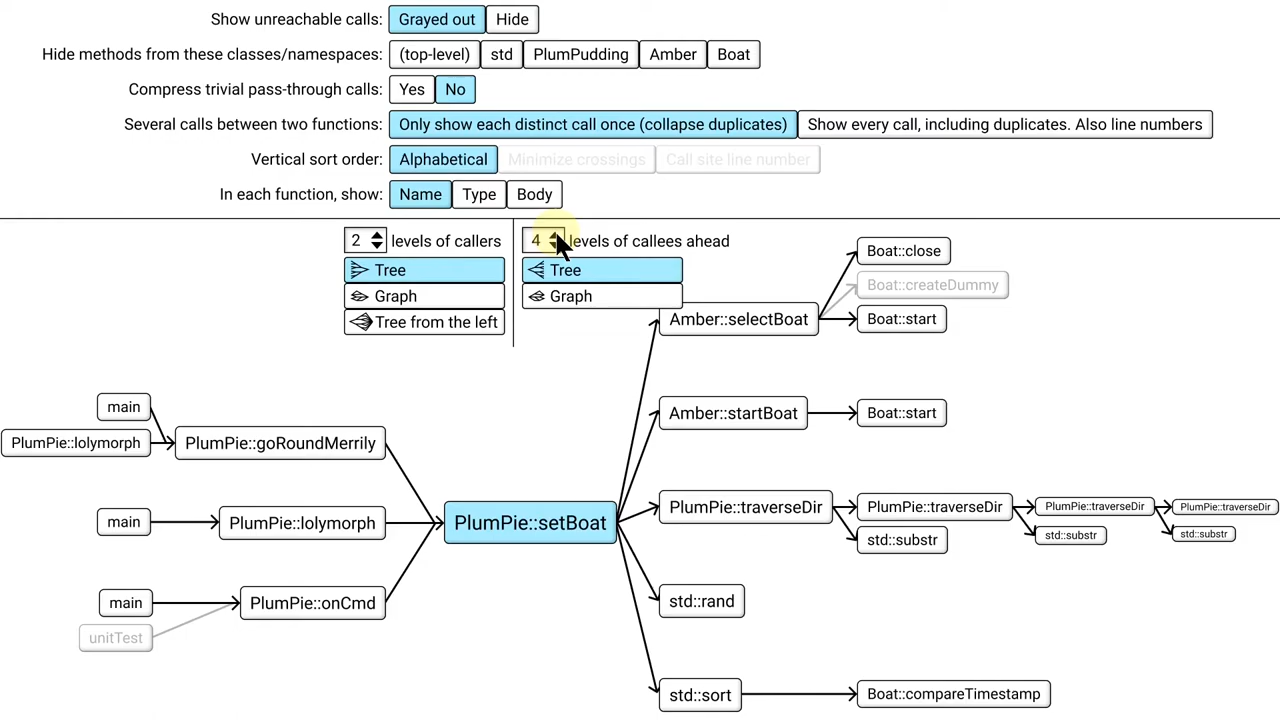 Show unreachable calls: Grayed out Hide
Hide methods from these classes/namespaces: (top-level) std PlumPudding Amber Boat
Compress trivial pass-through calls: Yes No
Several calls between two functions: Only show each distinct call once (collapse duplicates) Show every call, including duplicates. Also line numbers
Vertical sort order: Alphabetical Minimize crossings Call site line number
In each function, show: Name Type Body
2 levels of callers
Tree
Graph
Tree from the left
4 levels of callee ahead
Tree
Graph
main
PlumPie::lolymorph
PlumPie::goRoundMerrily
main
PlumPie::lolymorph
main
unitTest
PlumPie::onCmd
PlumPie::setBoat
Amber::selectBoat
Boat::close
Boat::createDummy
Boat::start
Amber::startBoat
Boat::start
PlumPie::traverseDir
PlumPie::traverseDir
std::substr
PlumPie::traverseDir
std::substr
PlumPie::traverseDir
std::substr
std::rand
std::sort
Boat::compareTimestamp